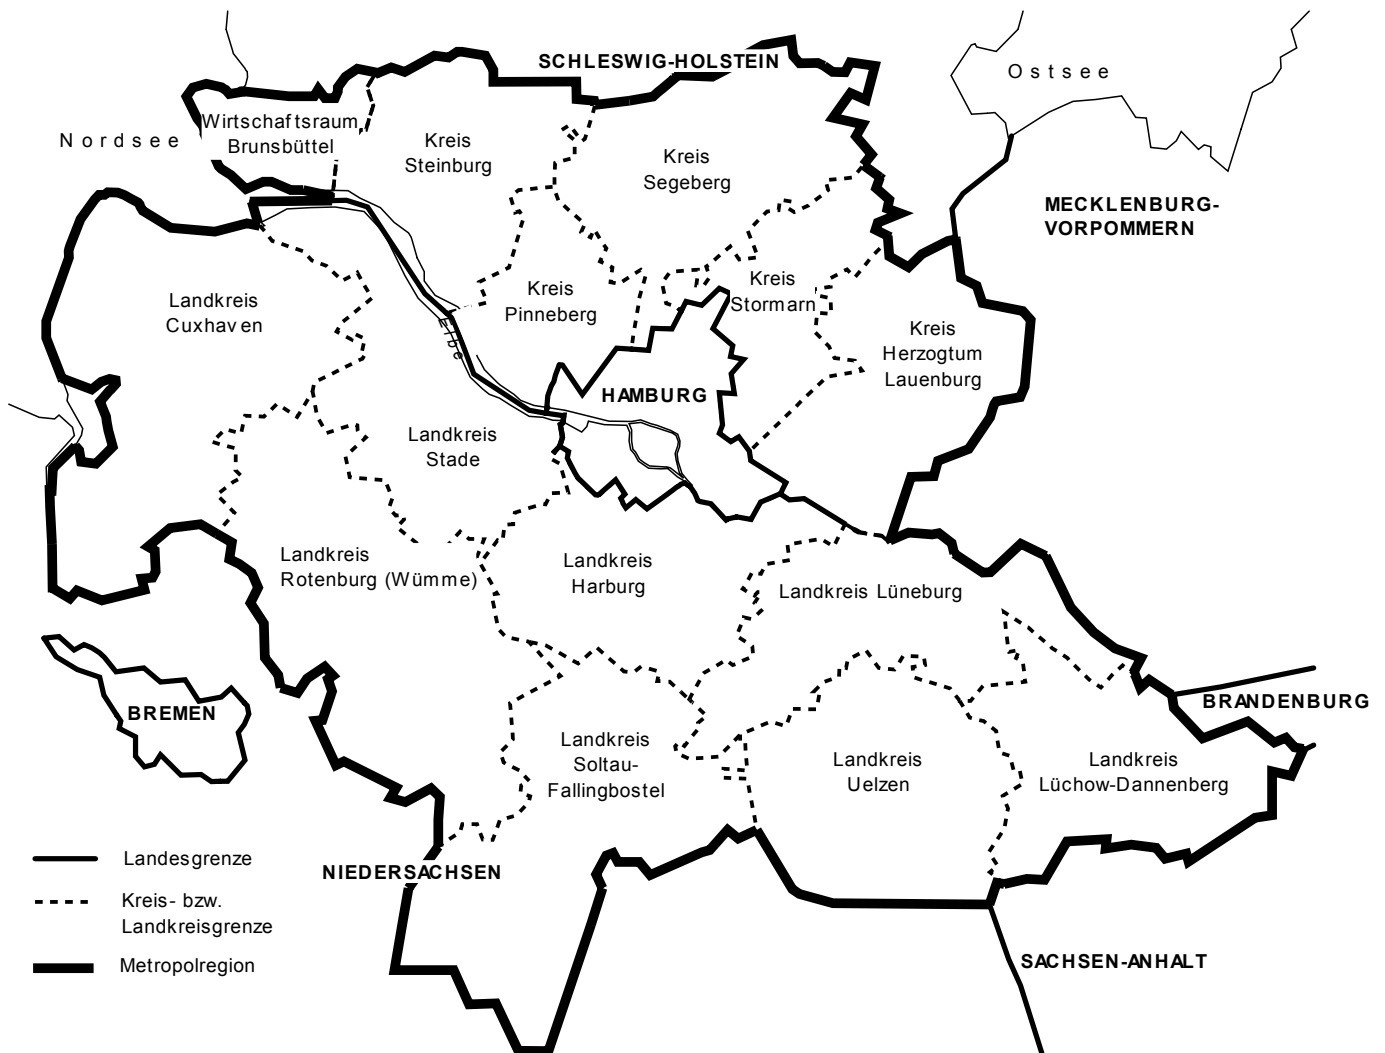 SCHLESWIG-HOLSTEIN
Ostsee
Nordsee
Wirtschaftsraum
Brunsbüttel
Kreis
Steinburg
Kreis
Segeberg
MECKLENBURG-
VORPOMMERN
Landkreis
Cuxhaven
Kreis
Pinneberg
Kreis
Stormarn
Kreis
Herzogtum
Lauenburg
Elbe
HAMBURG
Landkreis
Stade
Landkreis
Rotenburg (Wümme)
Landkreis
Harburg
Landkreis Lüneburg
BREMEN
BRANDENBURG
Landkreis
Soltau-
Fallingbostel
Landkreis
Uelzen
Landkreis
Lüchow-Dannenberg
NIEDERSACHSEN
SACHSEN-ANHALT
Landesgrenze
Kreis- bzw.
Landkreisgrenze
Metropolregion